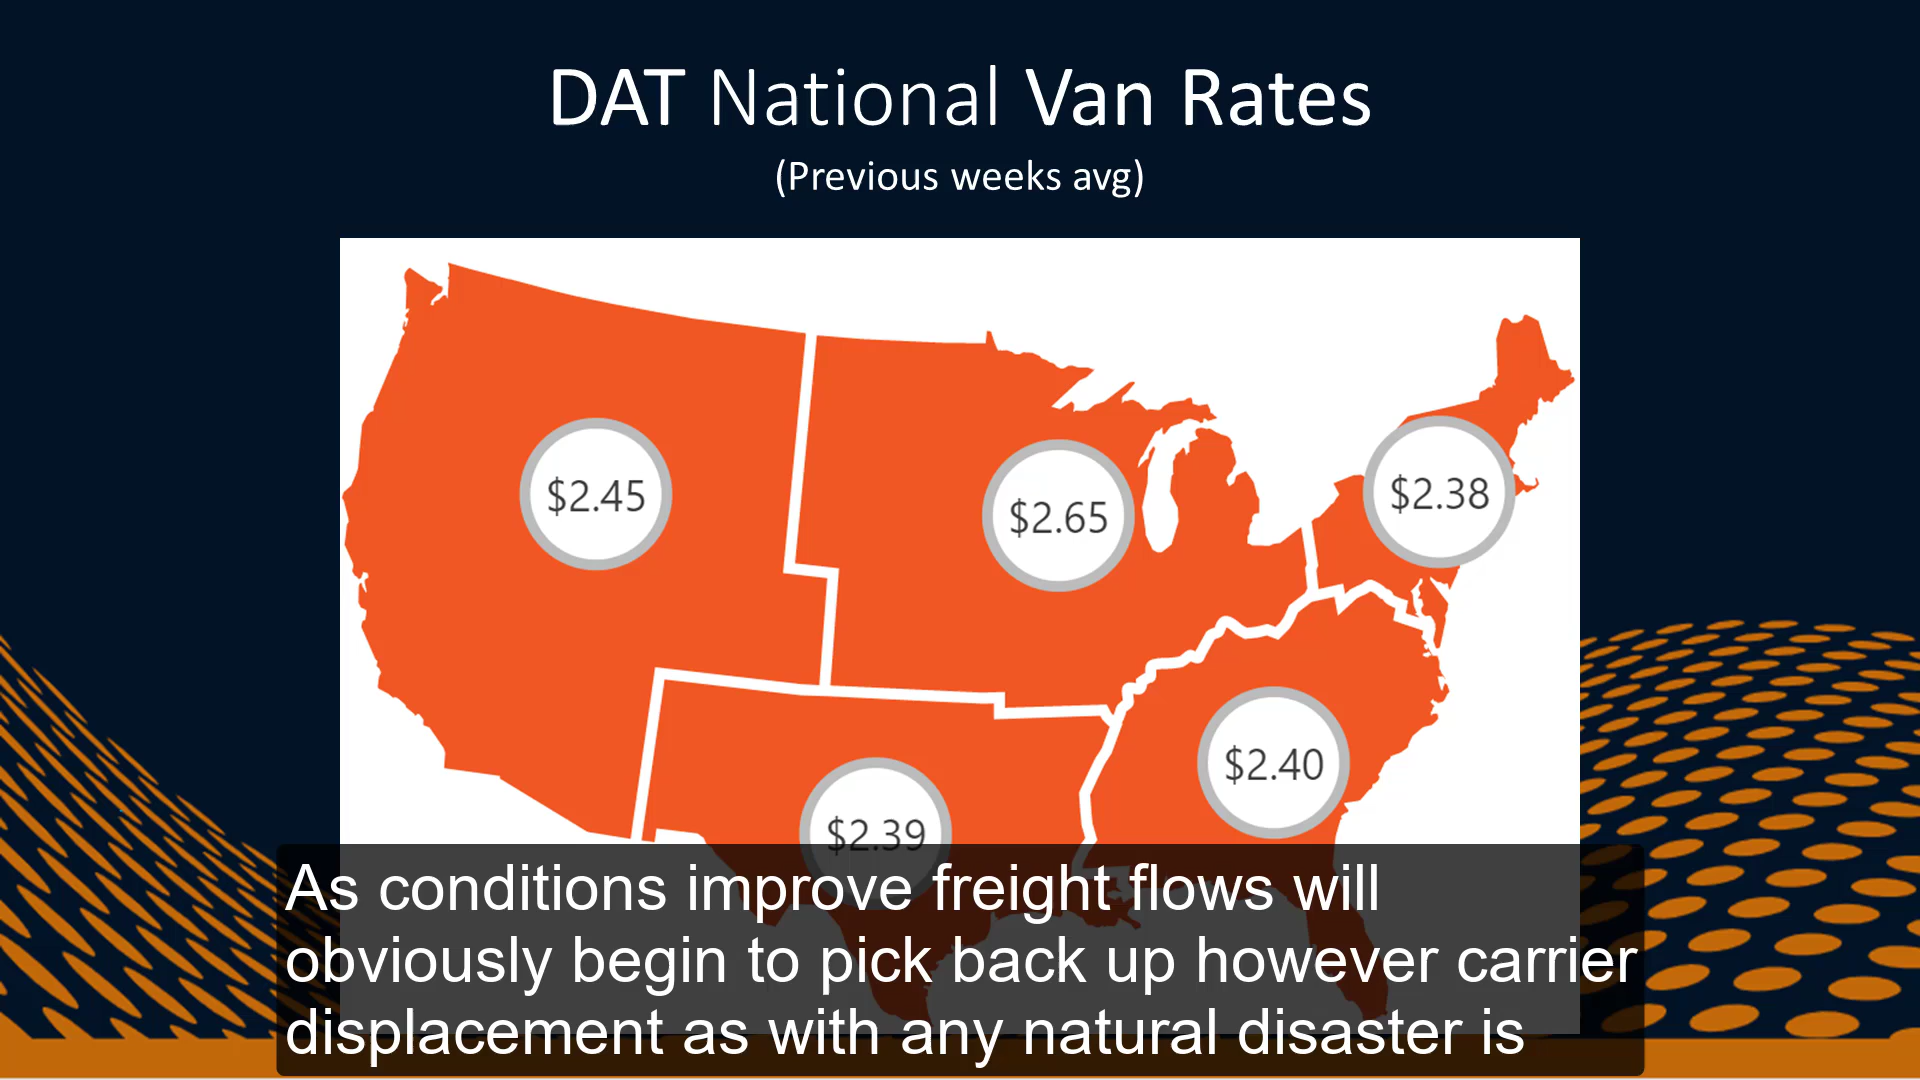 DAT National Van Rates
(Previous weeks avg)
$2.45
$2.65
$2.38
$2.40
$2.39
As conditions improve freight flows will
obviously begin to pick back up however carrier
displacement as with any natural disaster is